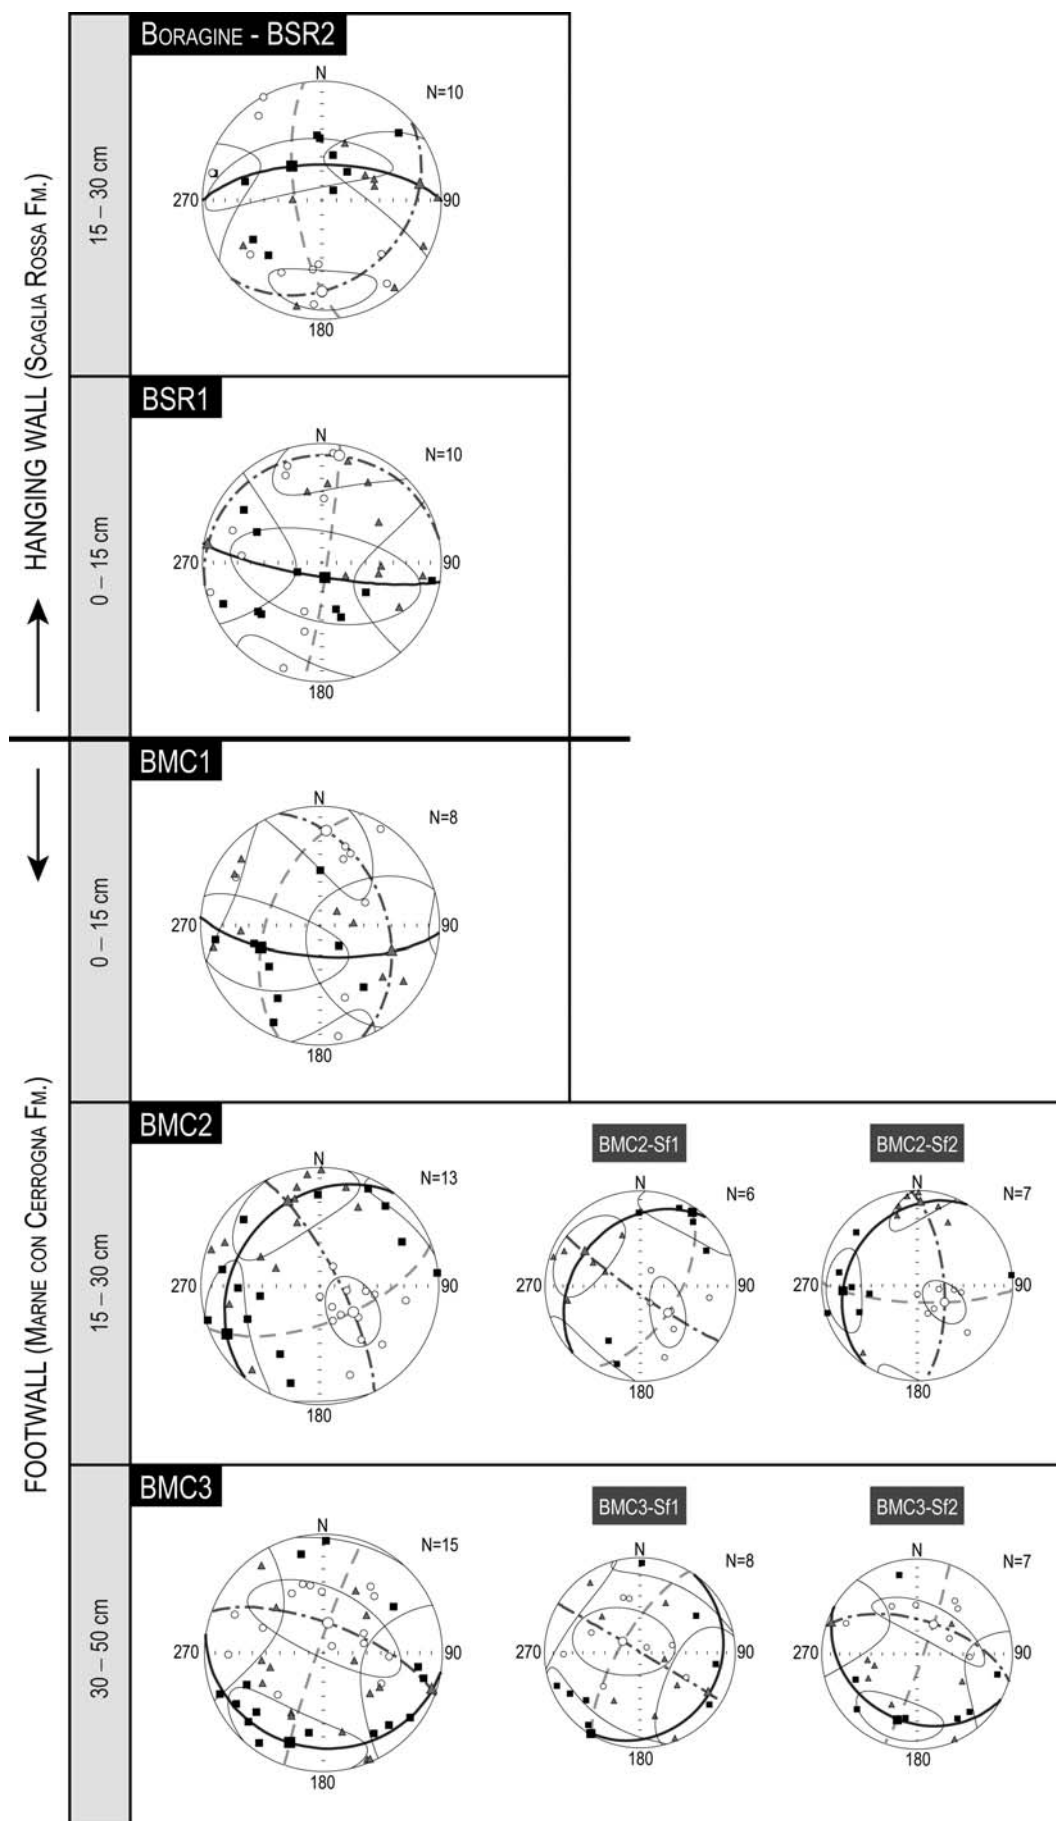 BORAGINE - BSR2
N
N=10
270
90
180
15 – 30 cm
HANGING WALL (SCAGLIA ROSSA FM.)
BSR1
N
N=10
270
90
180
0 – 15 cm
BMC1
N
N=8
270
90
180
0 – 15 cm
FOOTWALL (MARNE CON CERROGNA FM.)
BMC2
N
N=13
270
90
180
15 – 30 cm
BMC2-Sf1
N
N=6
270
90
180
BMC2-Sf2
N
N=7
270
90
180
BMC3
N
N=15
270
90
180
30 – 50 cm
BMC3-Sf1
N
N=8
270
90
180
BMC3-Sf2
N
N=7
270
90
180